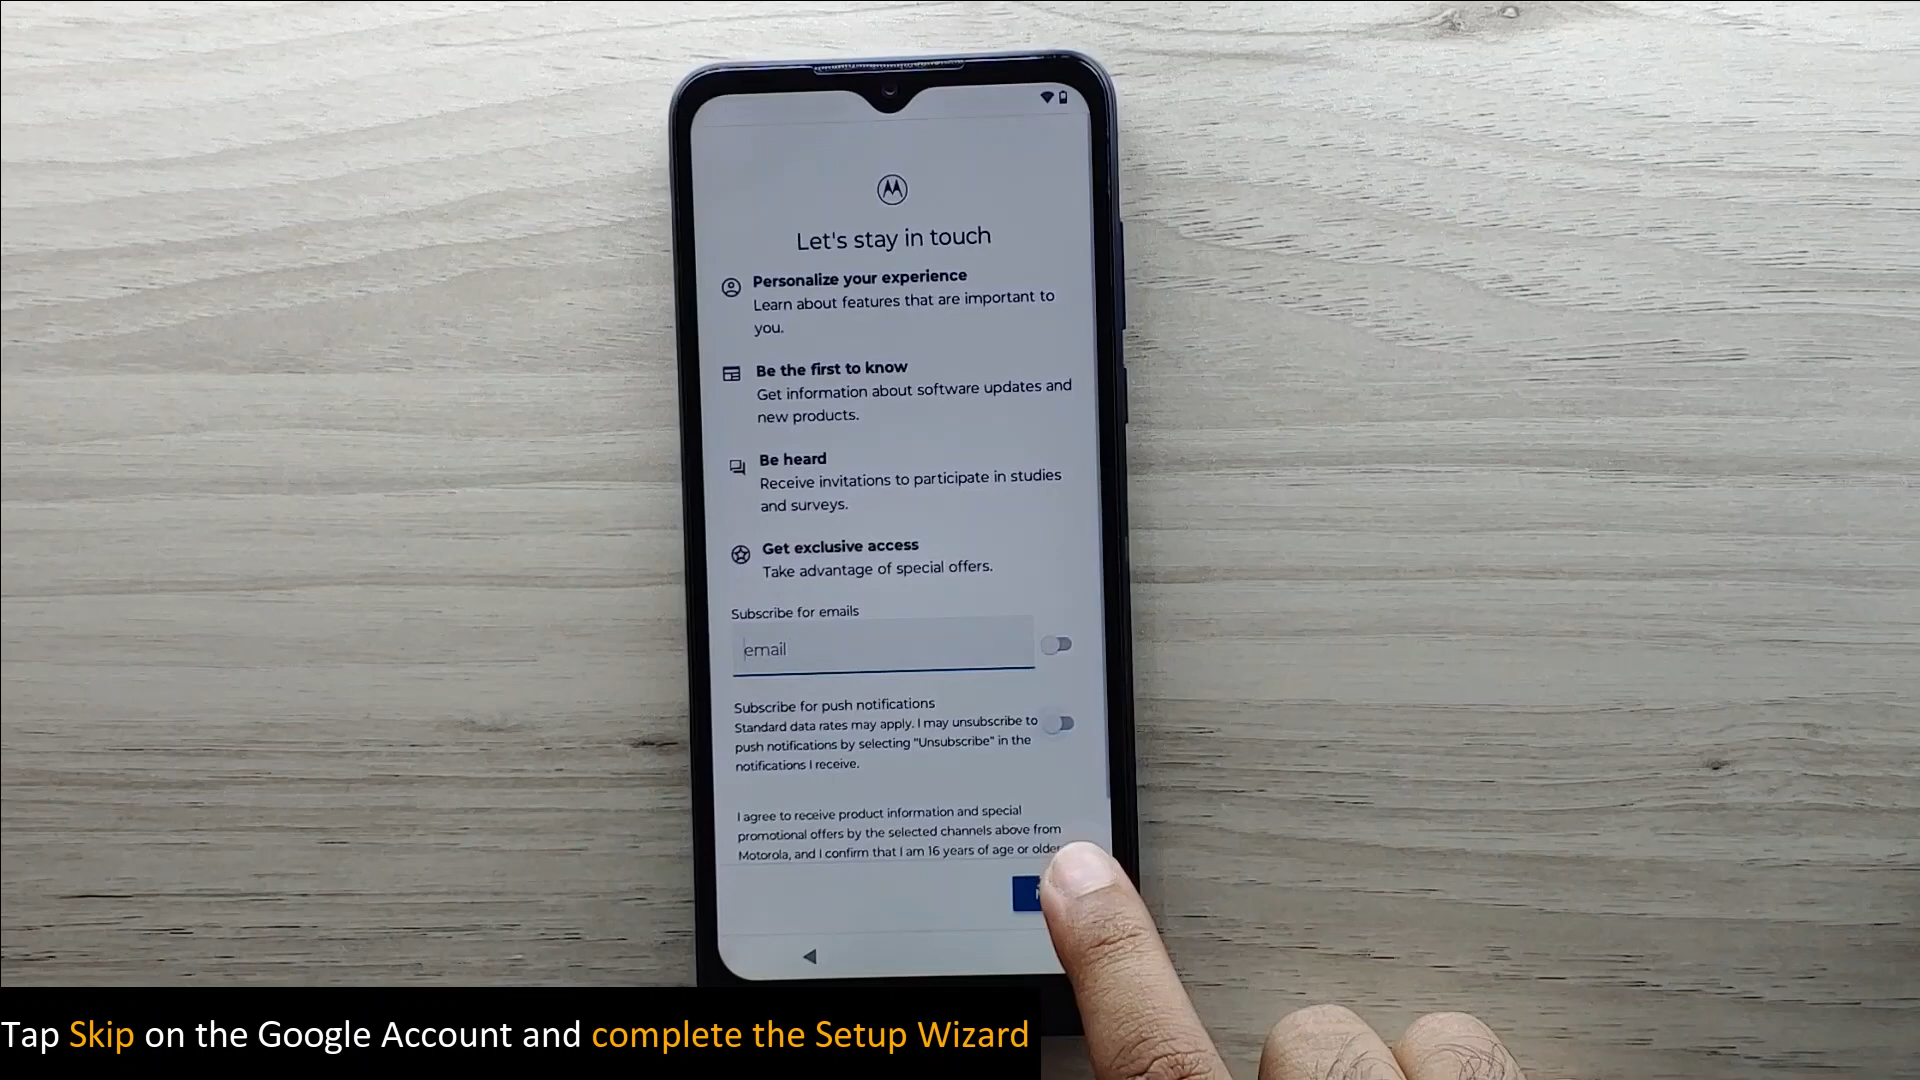 Let's stay in touch
Personalize your experience
Learn about features that are important to
you.
Be the first to know
Get information about software updates and
new products.
Be heard
Receive invitations to participate in studies
and surveys.
Get exclusive access
Take advantage of special offers.
Subscribe for emails
email
Subscribe for push notifications
Standard data rates may apply. I may unsubscribe to
push notifications by selecting "Unsubscribe" in the
notifications I receive.
I agree to receive product information and special
promotional offers by the selected channels above from
Motorola, and I confirm that I am 16 years of age or older
Tap Skip on the Google Account and complete the Setup Wizard